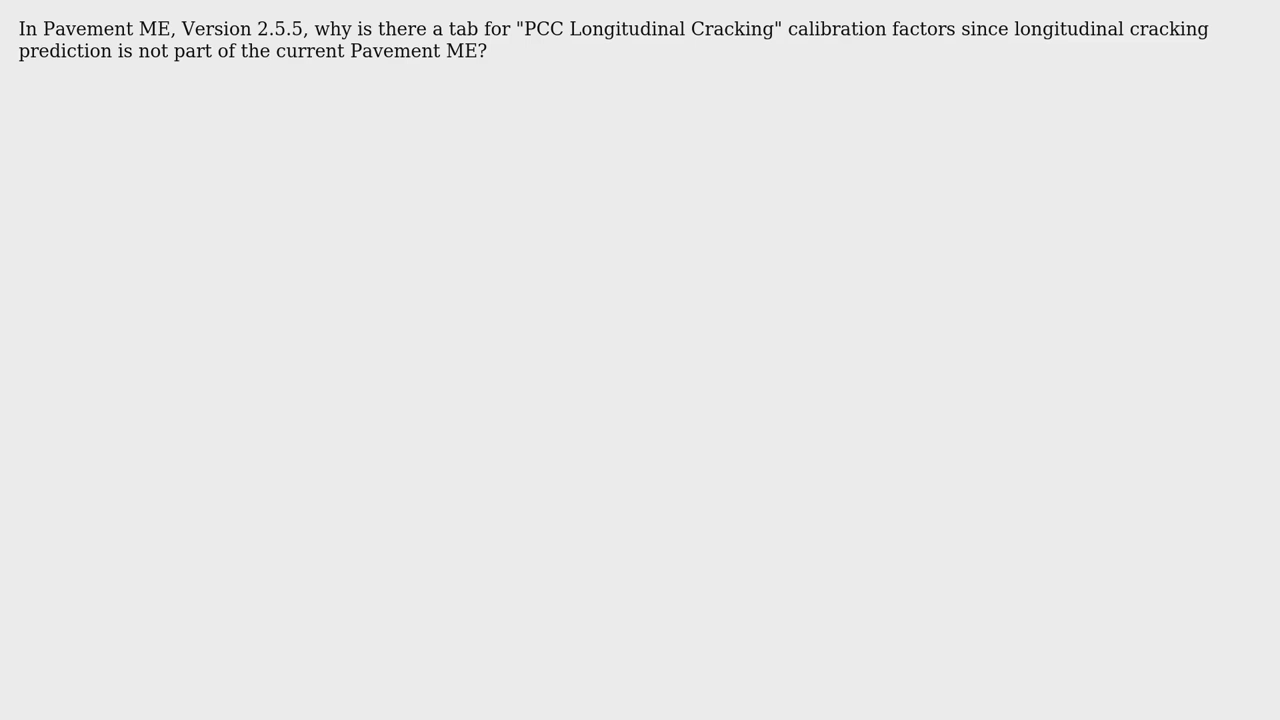 In Pavement ME, Version 2.5.5, why is there a tab for "PCC Longitudinal Cracking" calibration factors since longitudinal cracking
prediction is not part of the current Pavement ME?